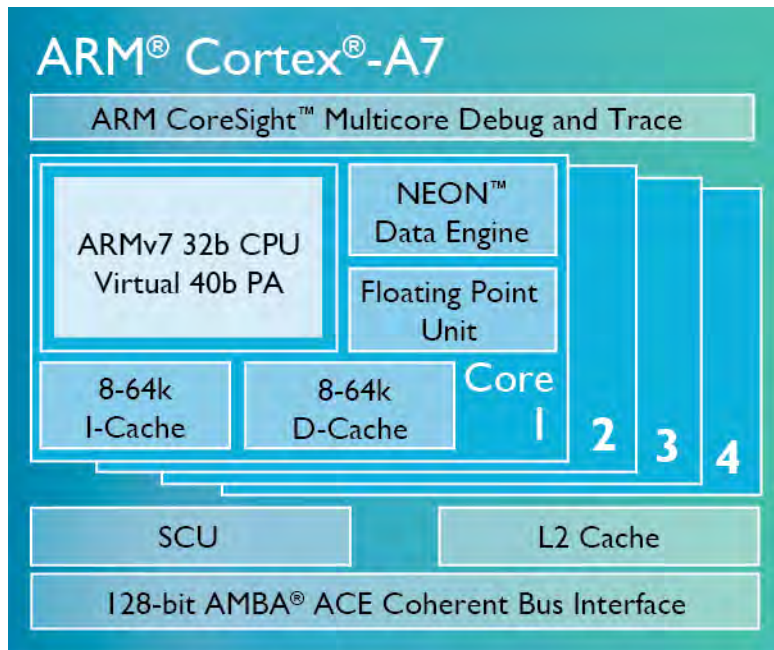 ARM® Cortex®-A7
ARM CoreSight™ Multicore Debug and Trace
ARMv7 32b CPU
Virtual 40b PA
NEON™
Data Engine
Floating Point
Unit
8-64k
I-Cache
8-64k
D-Cache
Core
1
2
3
4
SCU
L2 Cache
128-bit AMBA® ACE Coherent Bus Interface